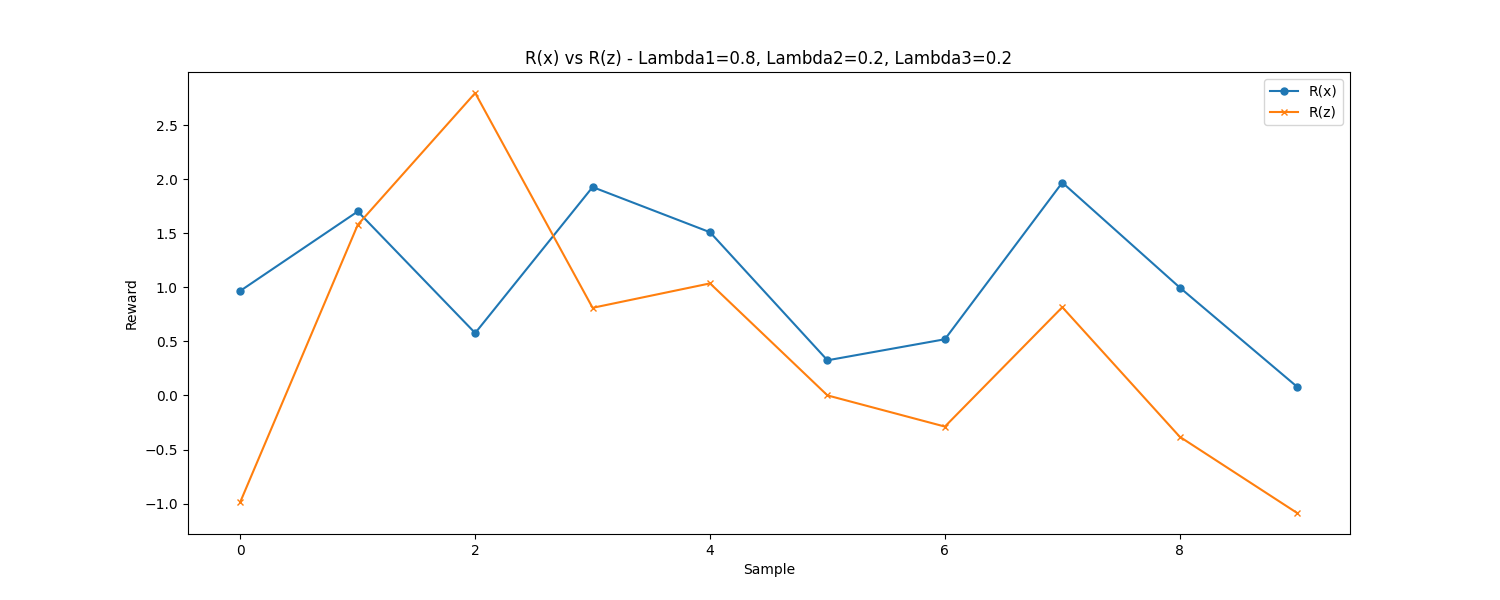 R(x) vs R(z) - Lambda1=0.8, Lambda2=0.2, Lambda3=0.2
R(x)
R(z)
Reward
2.5
2.0
1.5
1.0
0.5
0.0
−0.5
−1.0
0 2 4 6 8
Sample